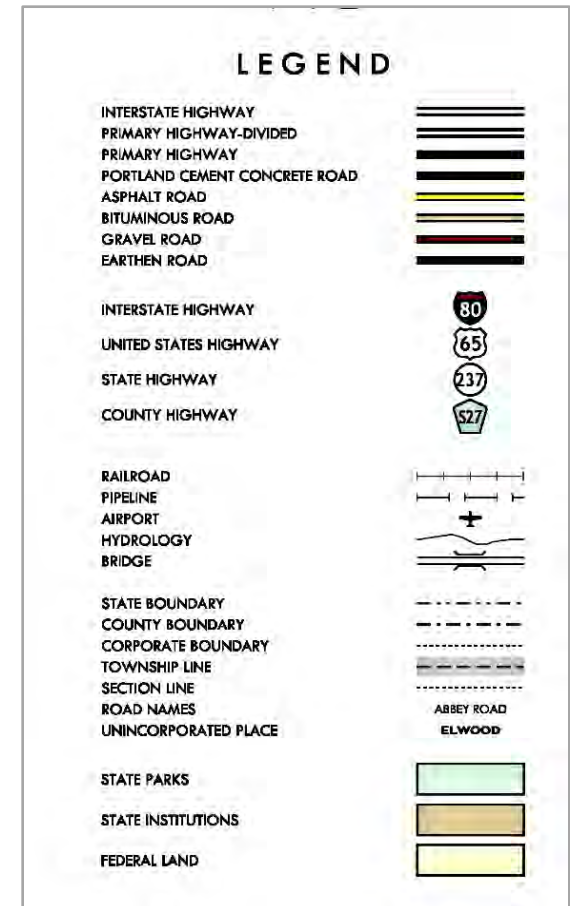 LEGEND
INTERSTATE HIGHWAY
PRIMARY HIGHWAY-DIVIDED
PRIMARY HIGHWAY
PORTLAND CEMENT CONCRETE ROAD
ASPHALT ROAD
BITUMINOUS ROAD
GRAVEL ROAD
EARTHEN ROAD
INTERSTATE HIGHWAY 80
UNITED STATES HIGHWAY 65
STATE HIGHWAY 237
COUNTY HIGHWAY S27
RAILROAD
PIPELINE
AIRPORT
HYDROLOGY
BRIDGE
STATE BOUNDARY
COUNTY BOUNDARY
CORPORATE BOUNDARY
TOWNSHIP LINE
SECTION LINE
ROAD NAMES ABBEY ROAD
UNINCORPORATED PLACE ELWOOD
STATE PARKS
STATE INSTITUTIONS
FEDERAL LAND